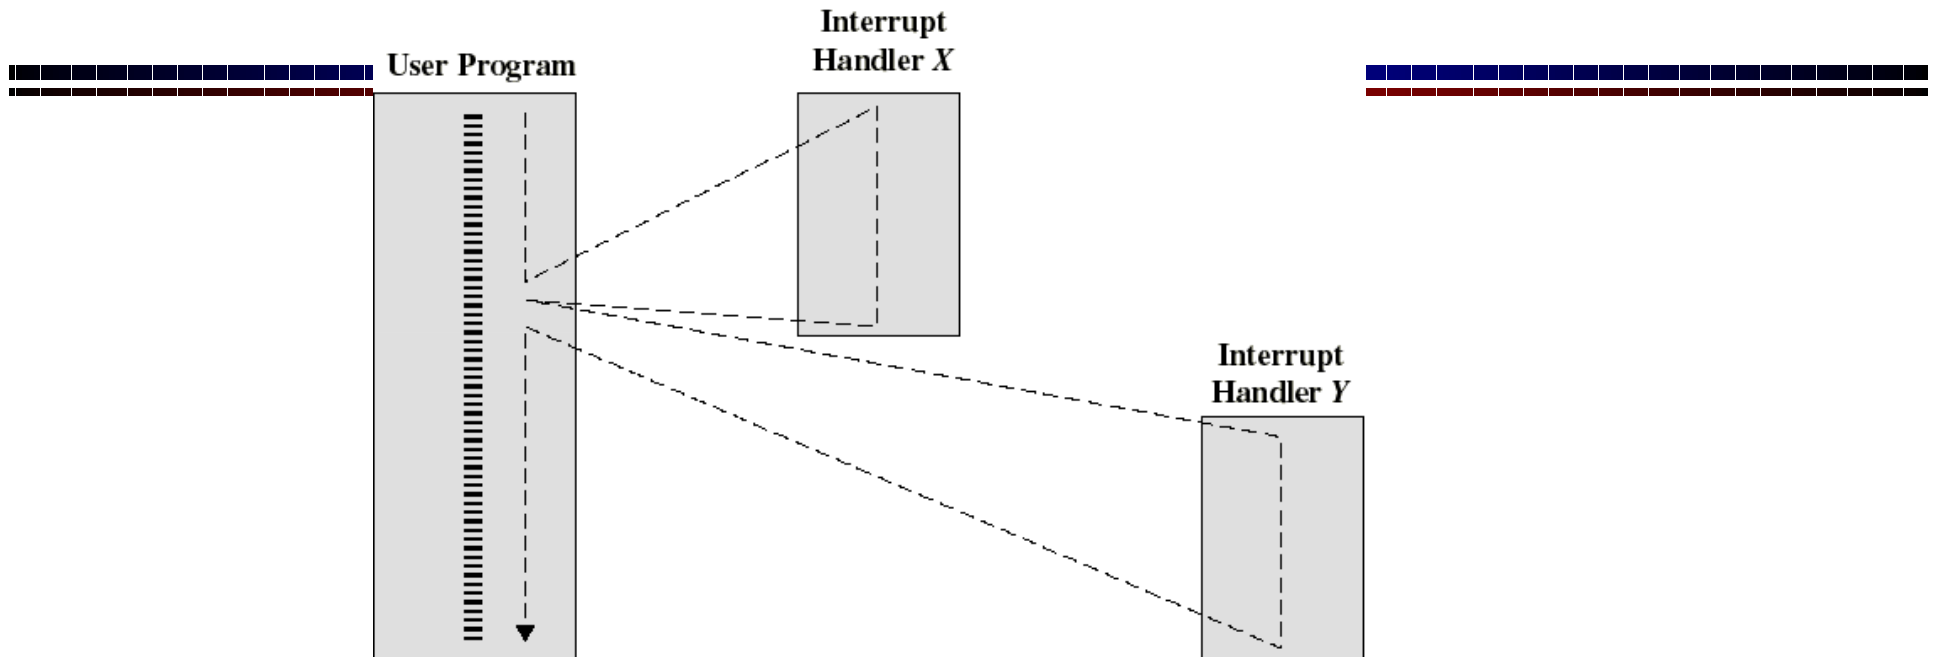 User Program
Interrupt
Handler X
Interrupt
Handler Y